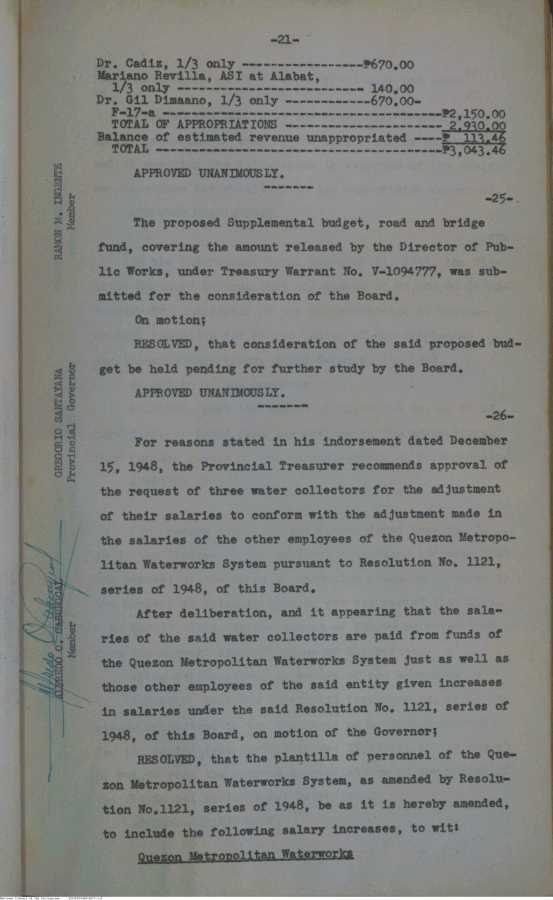 -21-
Dr. Cadiz, 1/3 only ------------------₱670.00
Mariano Revilla, ASI at Alabat,
1/3 only ---------------------------- 140.00
Dr. Gil Dimaano, 1/3 only -------------670.00-
F-17-a ------------------------------------------₱2,150.00
TOTAL OF APPROPRIATIONS ------------------------ 2,930.00
Balance of estimated revenue unappropriated ----₱ 113.46
TOTAL -------------------------------------------₱3,043.46
APPROVED UNANIMOUSLY.
-------
-25-.
The proposed Supplemental budget, road and bridge
fund, covering the amount released by the Director of Pub-
lic Works, under Treasury Warrant No. V-1094777, was sub-
mitted for the consideration of the Board.
On motion;
RESOLVED, that consideration of the said proposed bud-
get be held pending for further study by the Board.
APPROVED UNANIMOUSLY.
-------
-26-
For reasons stated in his indorsement dated December
15, 1948, the Provincial Treasurer recommends approval of
the request of three water collectors for the adjustment
of their salaries to conform with the adjustment made in
the salaries of the other employees of the Quezon Metropo-
litan Waterworks System pursuant to Resolution No. 1121,
series of 1948, of this Board.
After deliberation, and it appearing that the sala-
ries of the said water collectors are paid from funds of
the Quezon Metropolitan Waterworks System just as well as
those other employees of the said entity given increases
in salaries under the said Resolution No. 1121, series of
1948, of this Board, on motion of the Governor;
RESOLVED, that the plantilla of personnel of the Que-
zon Metropolitan Waterworks System, as amended by Resolu-
tion No.1121, series of 1948, be as it is hereby amended,
to include the following salary increases, to wit:
Quezon Metropolitan Waterworks
RAMON M. INGENTE
Member
GREGORIO SANTAYANA
Provincial Governor
ALFREDO C.
Member